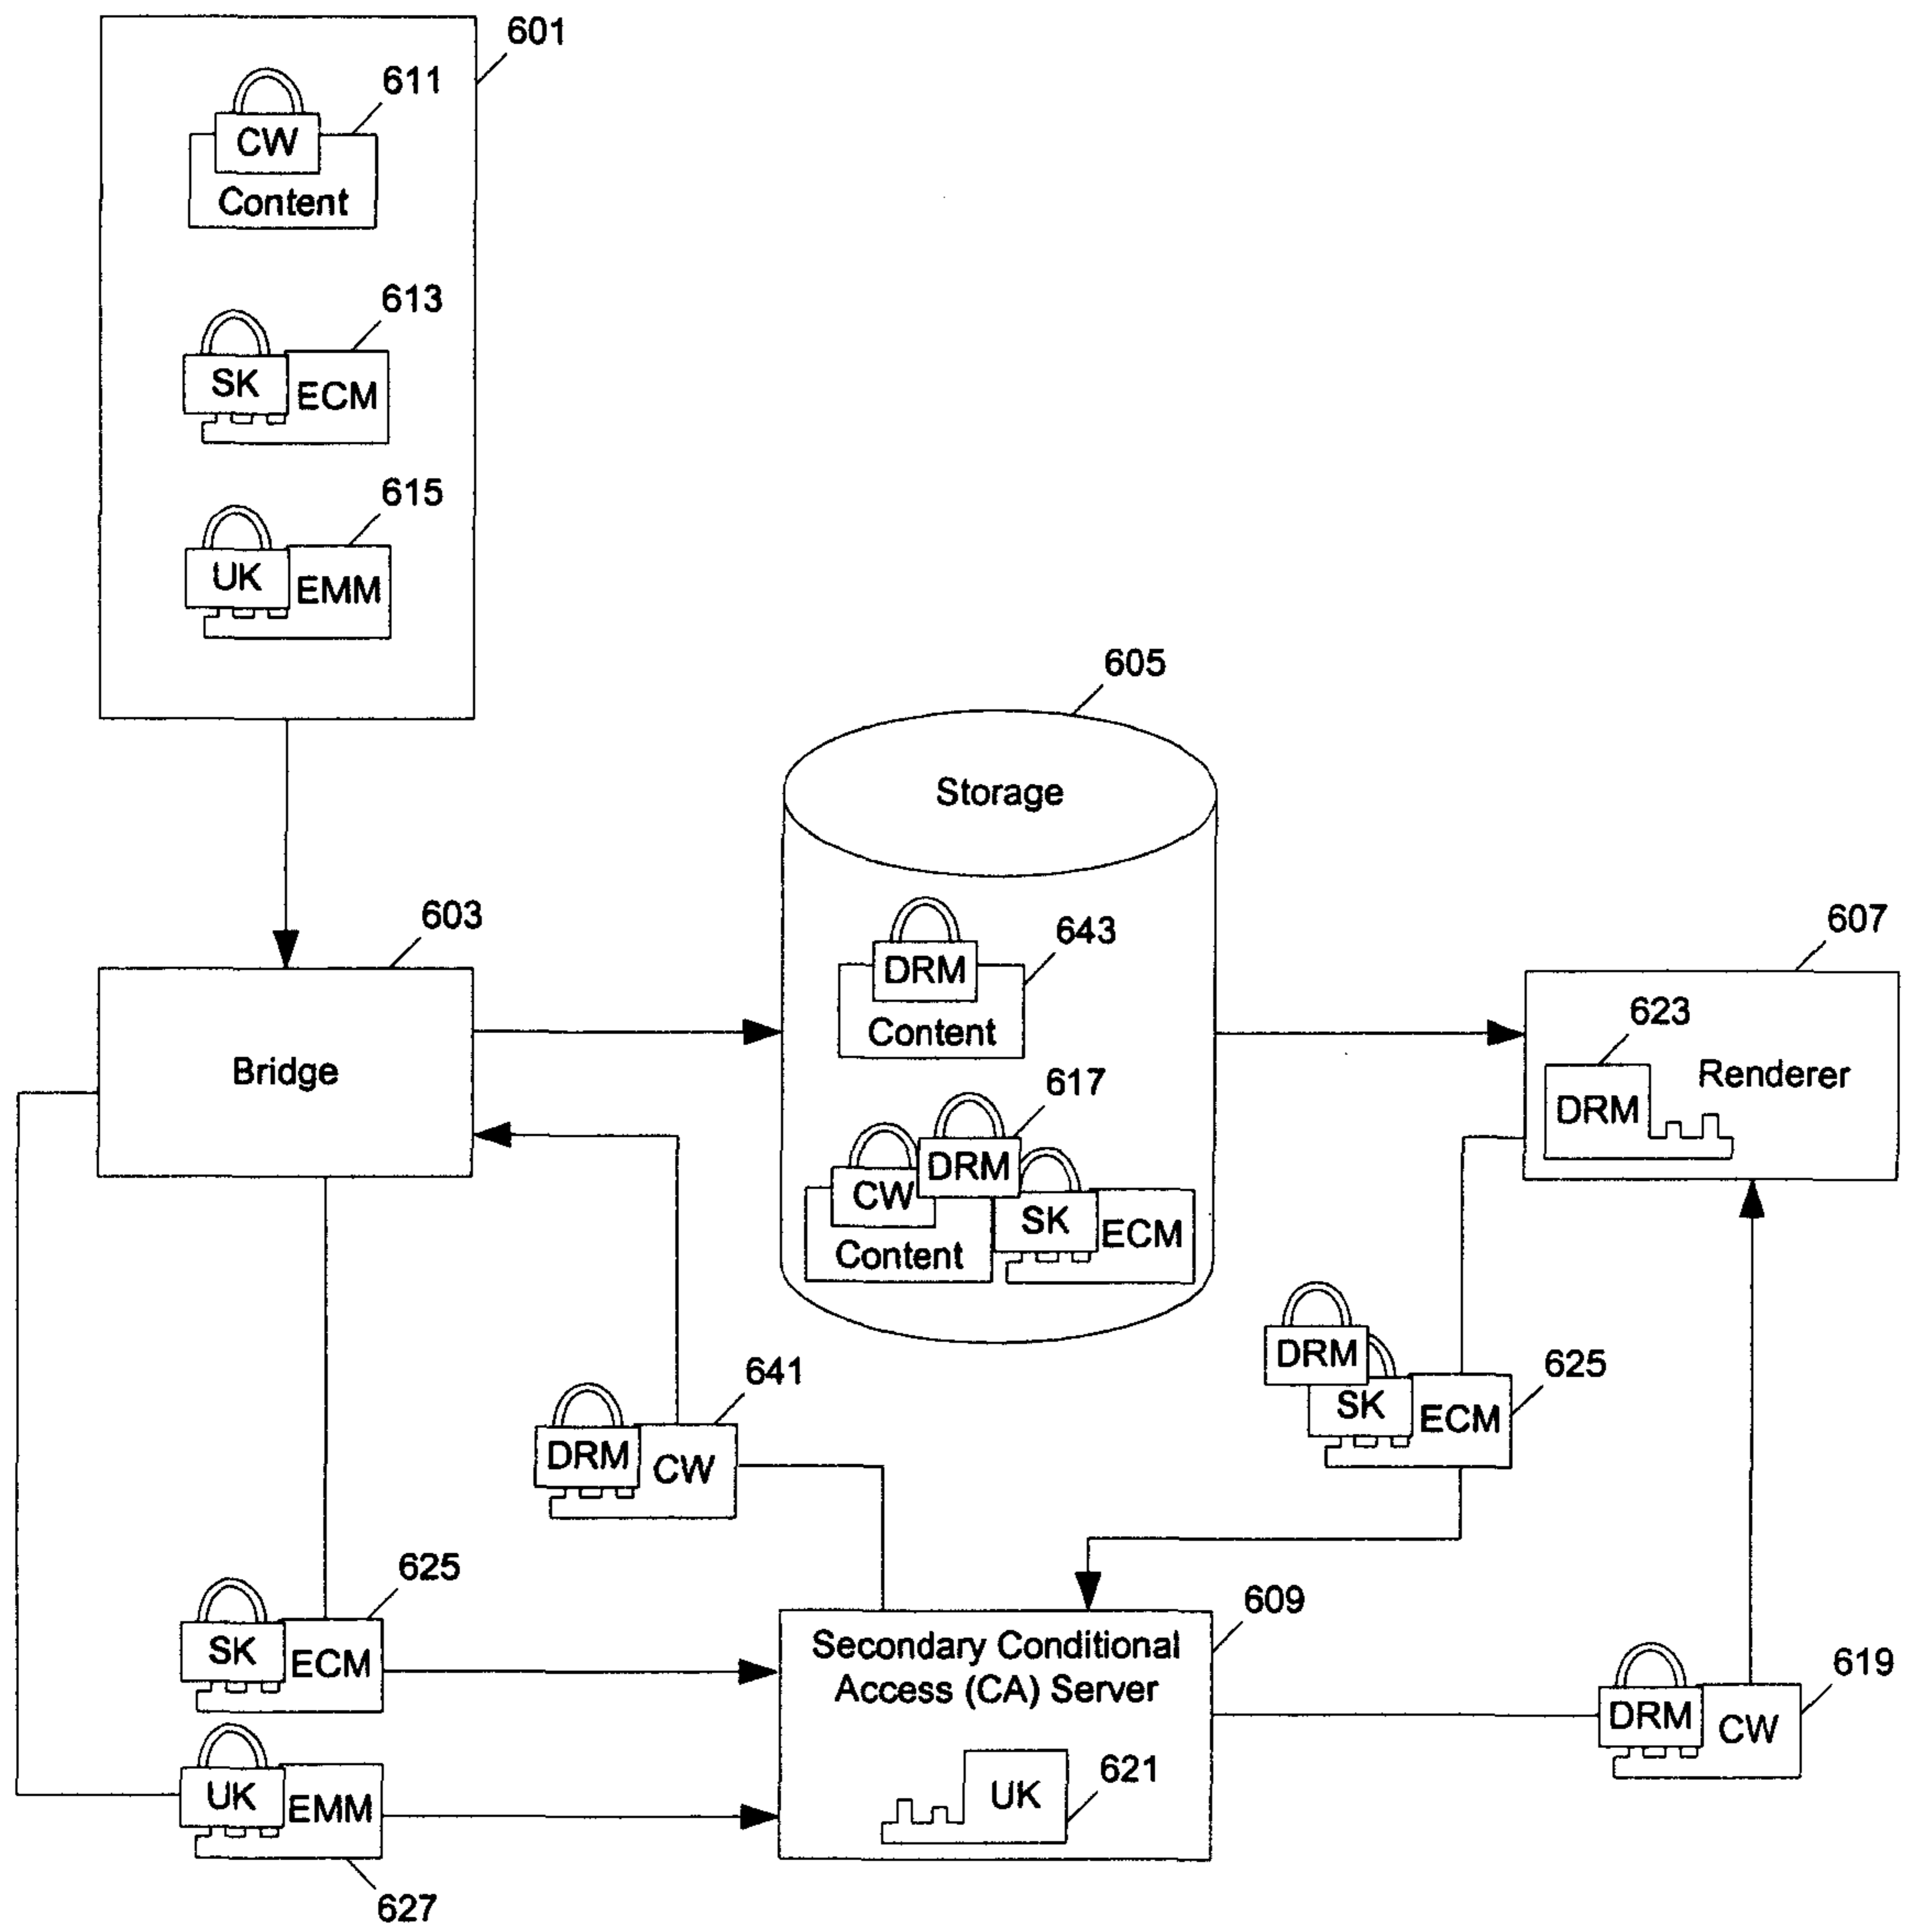 601
611
CW
Content
613
SK
ECM
615
UK
EMM
605
Storage
603
Bridge
643
DRM
Content
617
DRM
CW
SK
ECM
Content
607
623
DRM
Renderer
641
DRM
CW
DRM
SK
ECM
625
625
SK
ECM
609
Secondary Conditional
Access (CA) Server
621
UK
619
DRM
CW
UK
EMM
627